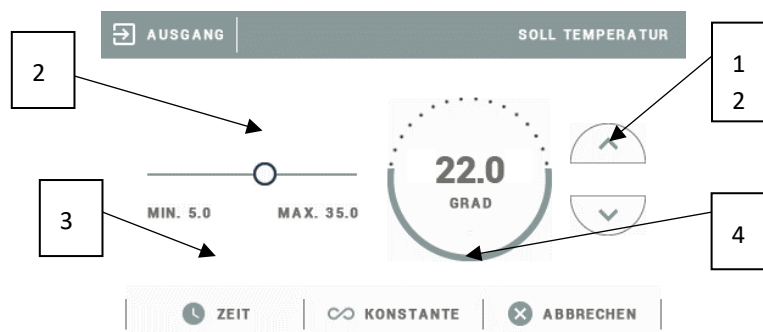 AUSGANG SOLL TEMPERATUR
2
1
2
22.0
GRAD
MIN. 5.0 MAX. 35.0
3
4
ZEIT KONSTANTE ABBRECHEN